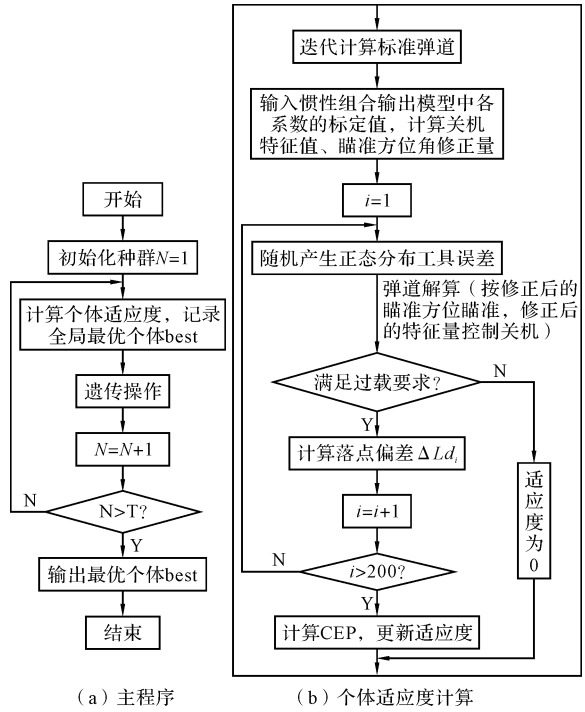 开始
初始化种群N=1
计算个体适应度，记录
全局最优个体best
遗传操作
N=N+1
N>T?
N
Y
输出最优个体best
结束
（a）主程序
迭代计算标准弹道
输入惯性组合输出模型中各
系数的标定值，计算关机
特征值、瞄准方位角修正量
i=1
随机产生正态分布工具误差
弹道解算（按修正后的
瞄准方位瞄准，修正后
的特征量控制关机）
满足过载要求?
N
Y
计算落点偏差ΔLdi
适应度为0
i=i+1
i>200?
N
Y
计算CEP，更新适应度
（b）个体适应度计算